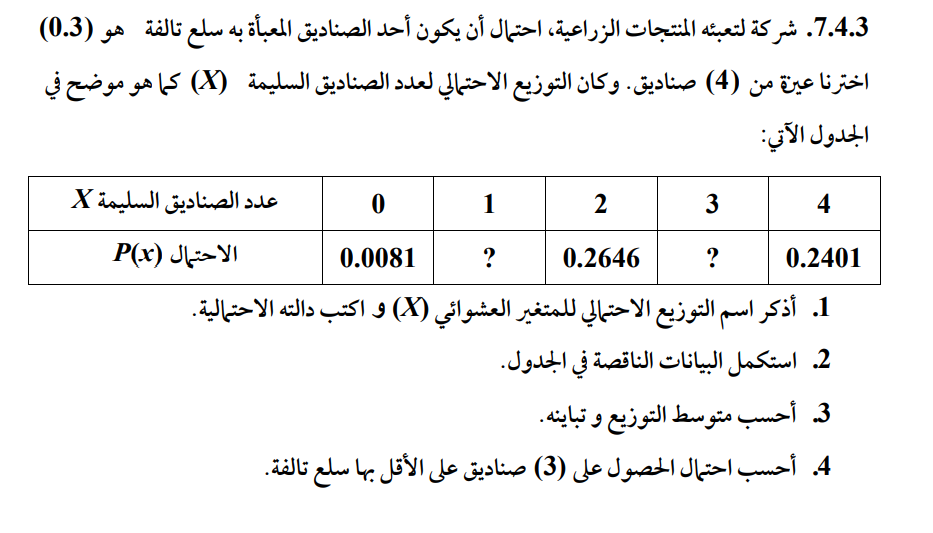 7.4.3. شركة لتعبئه المنتجات الزراعية، احتمال أن يكون أحد الصناديق المعبأة به سلع تالفة هو (0.3)
اخترنا عينة من (4) صناديق. وكان التوزيع الاحتمالي لعدد الصناديق السليمة (X) كما هو موضح في
الجدول الآتي:
عدد الصناديق السليمة X 0 1 2 3 4
الاحتمال P(x) 0.0081 ? 0.2646 ? 0.2401
1. أذكر اسم التوزيع الاحتمالي للمتغير العشوائي (X) و اكتب دالته الاحتمالية.
2. استكمل البيانات الناقصة في الجدول.
3. أحسب متوسط التوزيع و تباينه.
4. أحسب احتمال الحصول على (3) صناديق على الأقل بها سلع تالفة.